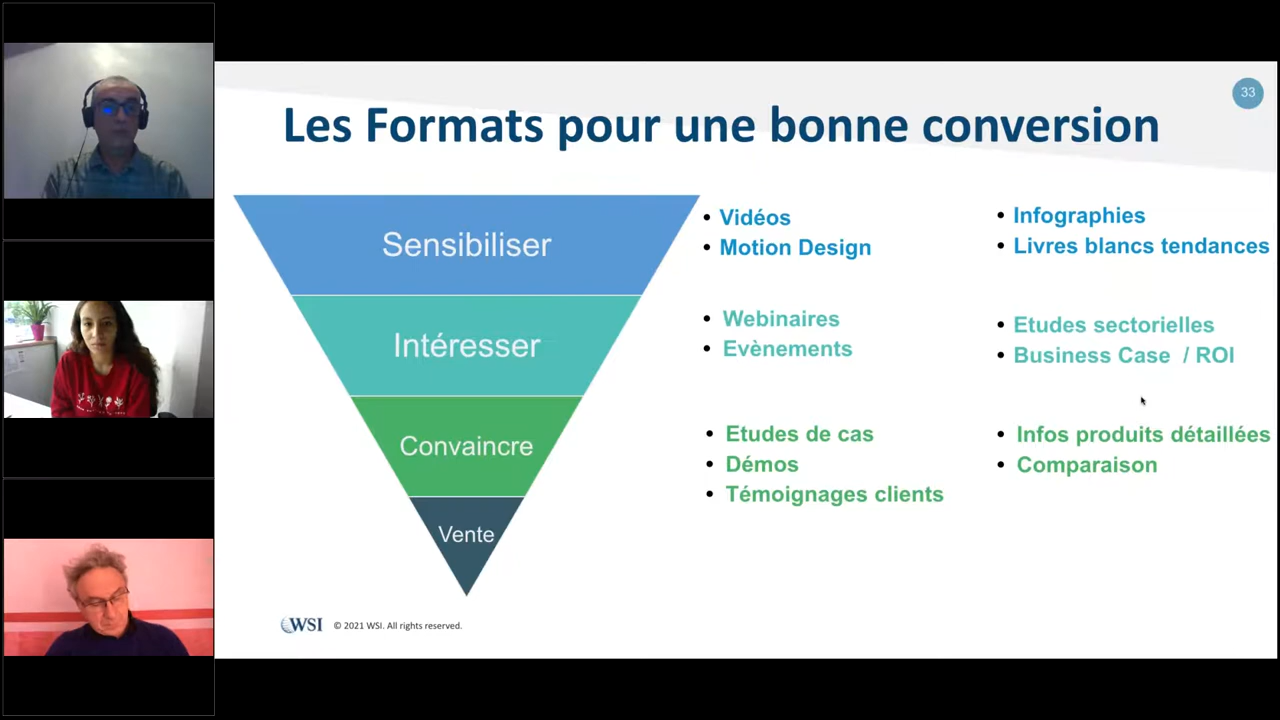 33
Les Formats pour une bonne conversion
Sensibiliser
• Vidéos
• Motion Design
• Infographies
• Livres blancs tendances
Intéresser
• Webinaires
• Evènements
• Etudes sectorielles
• Business Case / ROI
Convaincre
• Etudes de cas
• Démos
• Témoignages clients
• Infos produits détaillées
• Comparaison
Vente
WSI © 2021 WSI. All rights reserved.